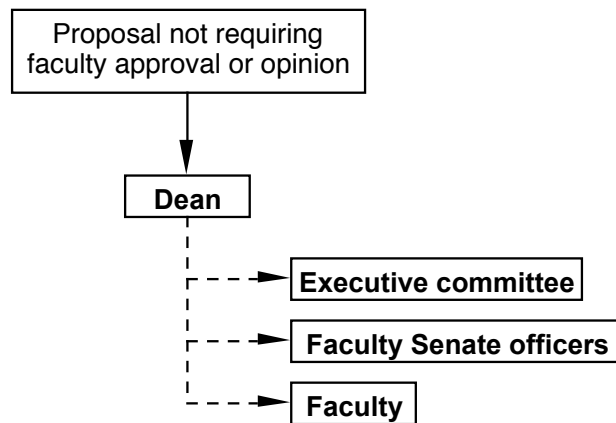 Proposal not requiring
faculty approval or opinion
Dean
Executive committee
Faculty Senate officers
Faculty